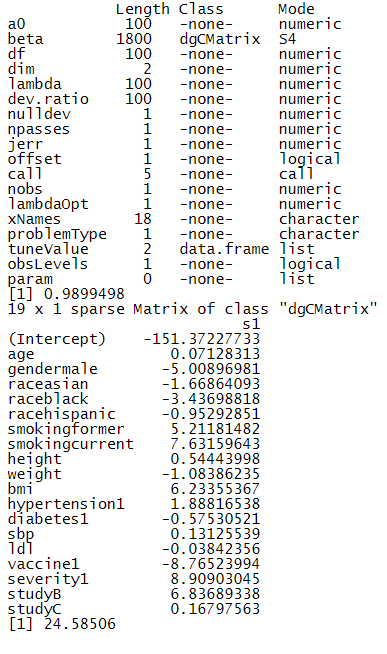 Length Class Mode
a0 100 -none- numeric
beta 1800 dgCMatrix S4
df 100 -none- numeric
dim 2 -none- numeric
lambda 100 -none- numeric
dev.ratio 100 -none- numeric
nulldev 1 -none- numeric
npasses 1 -none- numeric
jerr 1 -none- numeric
offset 1 -none- logical
call 5 -none- call
nobs 1 -none- numeric
lambdaOpt 1 -none- numeric
xNames 18 -none- character
problemType 1 -none- character
tuneValue 2 data.frame list
obsLevels 1 -none- logical
param 0 -none- list
[1] 0.9899498
19 x 1 sparse Matrix of class "dgCMatrix"
s1
(Intercept) -151.37227733
age 0.07128313
gendermale -5.00896981
raceasian -1.66864093
raceblack -3.43698818
racehispanic -0.95292851
smokingformer 5.21181482
smokingcurrent 7.63159643
height 0.54443998
weight -1.08386235
bmi 6.23355367
hypertension1 1.88816538
diabetes1 -0.57530521
sbp 0.13125539
ldl -0.03842356
vaccine1 -8.76523994
severity1 8.90903045
studyB 6.83689338
studyC 0.16797563
[1] 24.58506